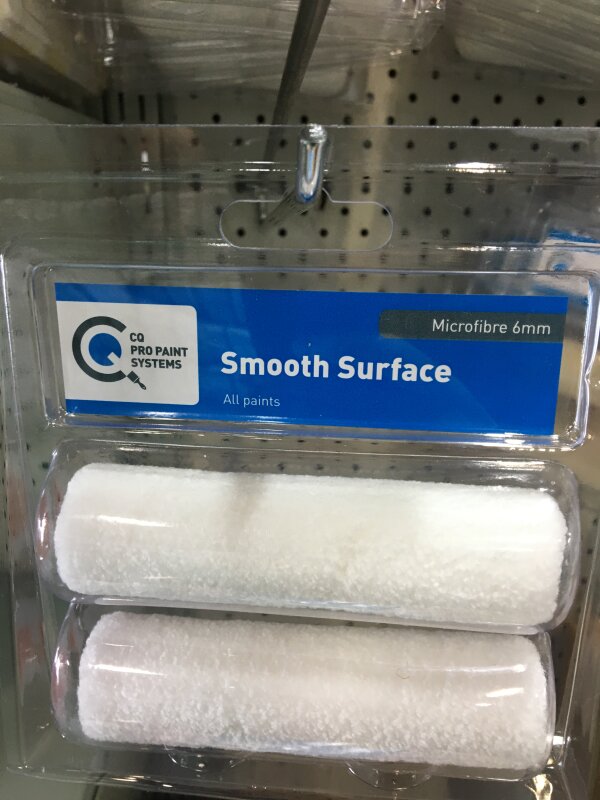 CQ
PRO PAINT
SYSTEMS
Microfibre 6mm
Smooth Surface
All paints